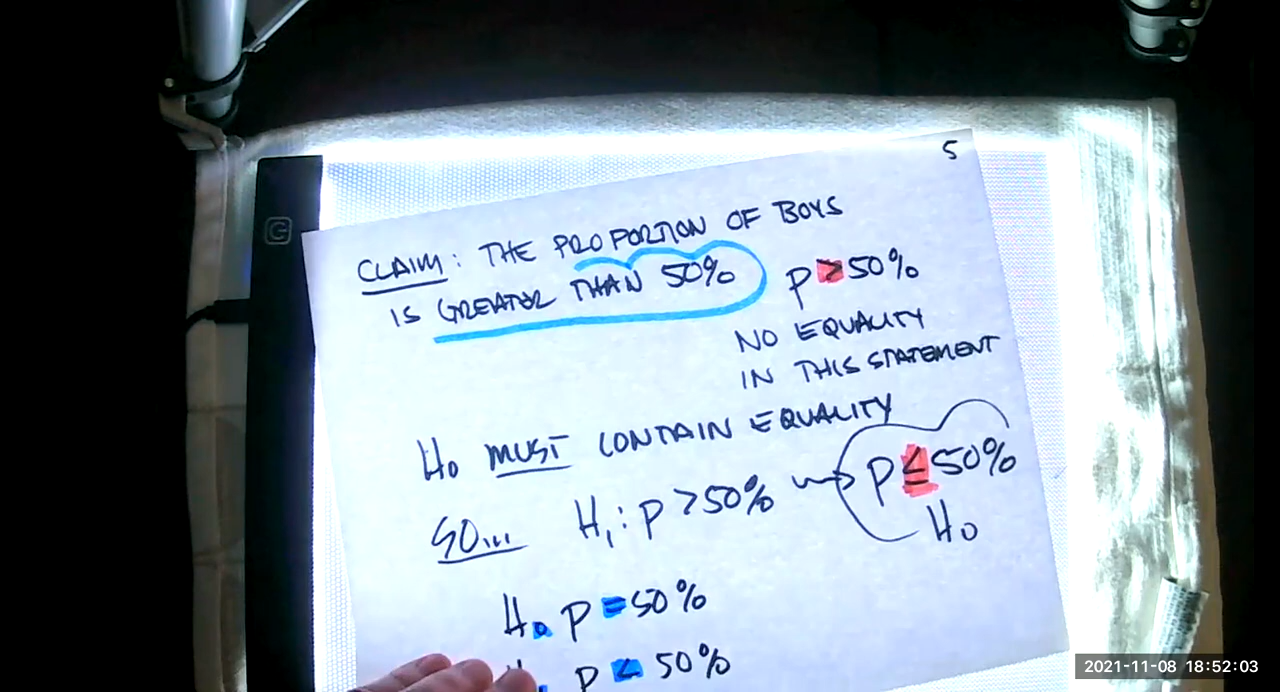 5
CLAIM: THE PROPORTION OF BOYS
IS GREATER THAN 50%
p > 50%
NO EQUALITY
IN THIS STATEMENT
H0 MUST CONTAIN EQUALITY
SO... H1: p > 50% → p ≤ 50%
H0
H0 p = 50%
p < 50%
2021-11-08 18:52:03